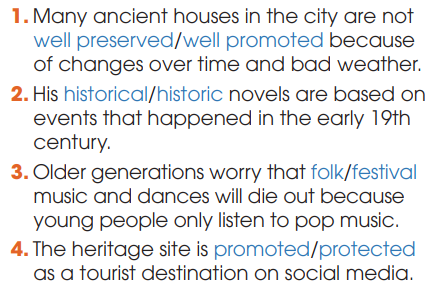 1. Many ancient houses in the city are not
well preserved/well promoted because
of changes over time and bad weather.
2. His historical/historic novels are based on
events that happened in the early 19th
century.
3. Older generations worry that folk/festival
music and dances will die out because
young people only listen to pop music.
4. The heritage site is promoted/protected
as a tourist destination on social media.